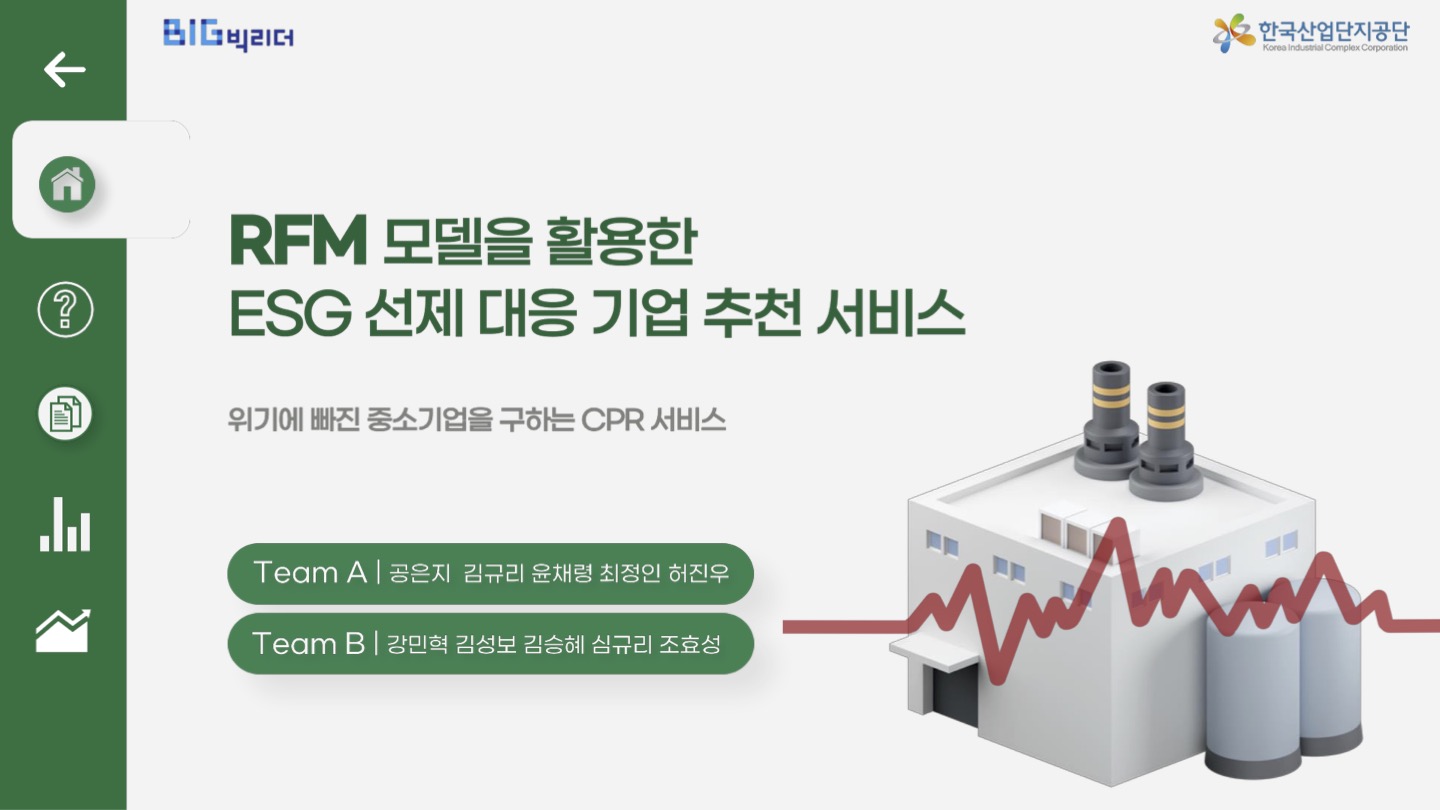 BIG빅리더
한국산업단지공단
Korea Industrial Complex Corporation
RFM 모델을 활용한
ESG 선제 대응 기업 추천 서비스
위기에 빠진 중소기업을 구하는 CPR 서비스
Team A | 공은지 김규리 윤채령 최정인 허진우
Team B | 강민혁 김성보 김승혜 심규리 조효성